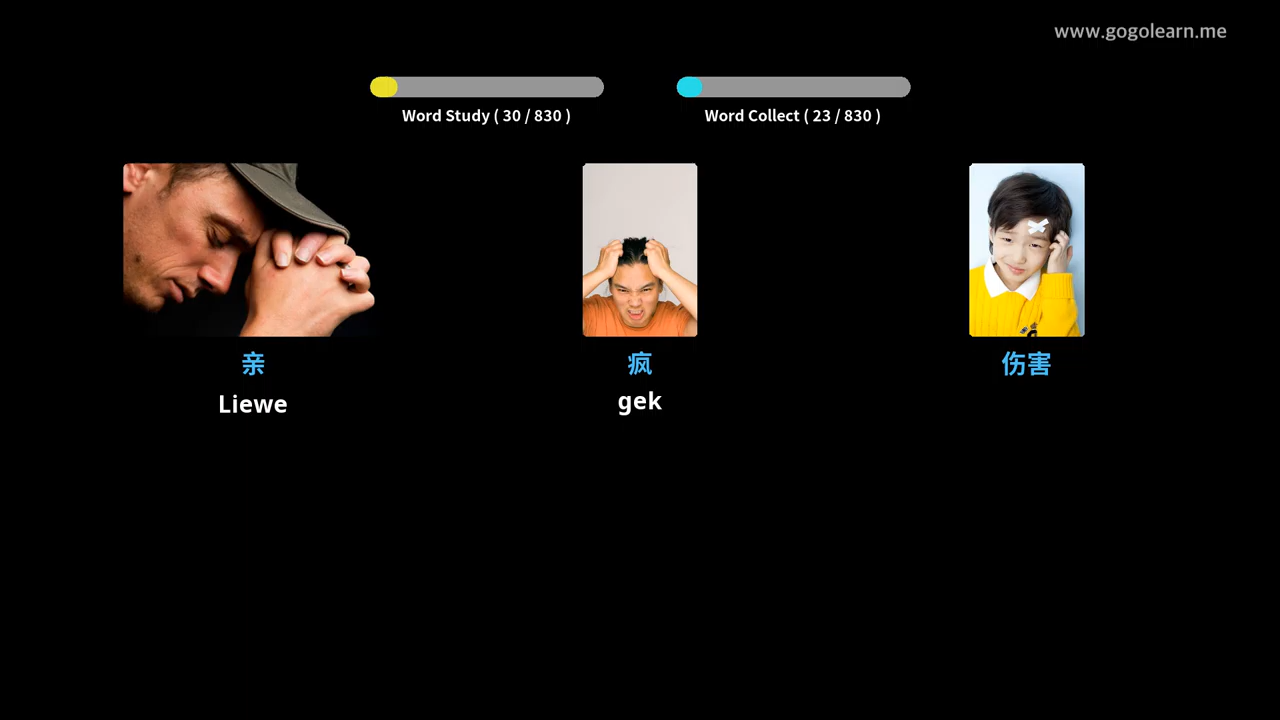 www.gogolearn.me
Word Study ( 30 / 830 )
Word Collect ( 23 / 830 )
亲
疯
伤害
Liewe
gek